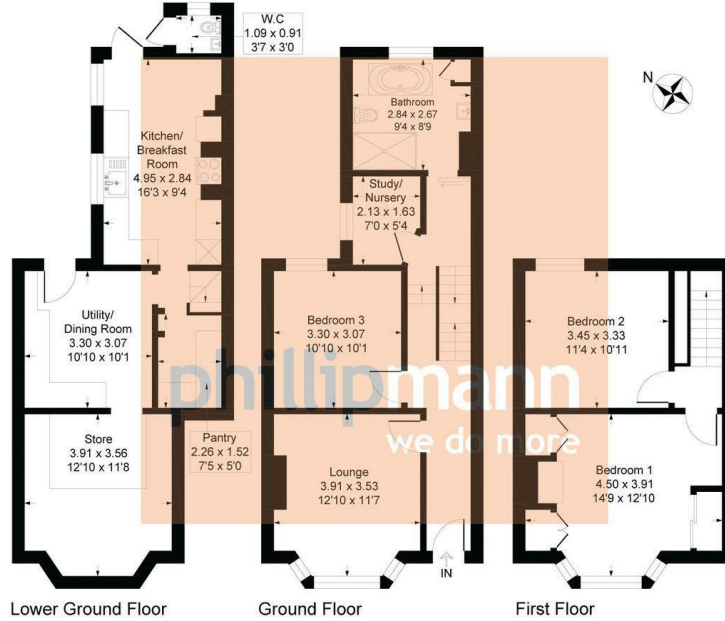 W.C
1.09 x 0.91
3'7 x 3'0
N
Kitchen/
Breakfast
Room
4.95 x 2.84
16'3 x 9'4
Bathroom
2.84 x 2.67
9'4 x 8'9
Study/
Nursery
2.13 x 1.63
7'0 x 5'4
Utility/
Dining Room
3.30 x 3.07
10'10 x 10'1
Bedroom 3
3.30 x 3.07
10'10 x 10'1
Bedroom 2
3.45 x 3.33
11'4 x 10'11
phillipmann
we do more
Store
3.91 x 3.56
12'10 x 11'8
Pantry
2.26 x 1.52
7'5 x 5'0
Lounge
3.91 x 3.53
12'10 x 11'7
Bedroom 1
4.50 x 3.91
14'9 x 12'10
IN
Lower Ground Floor
Ground Floor
First Floor